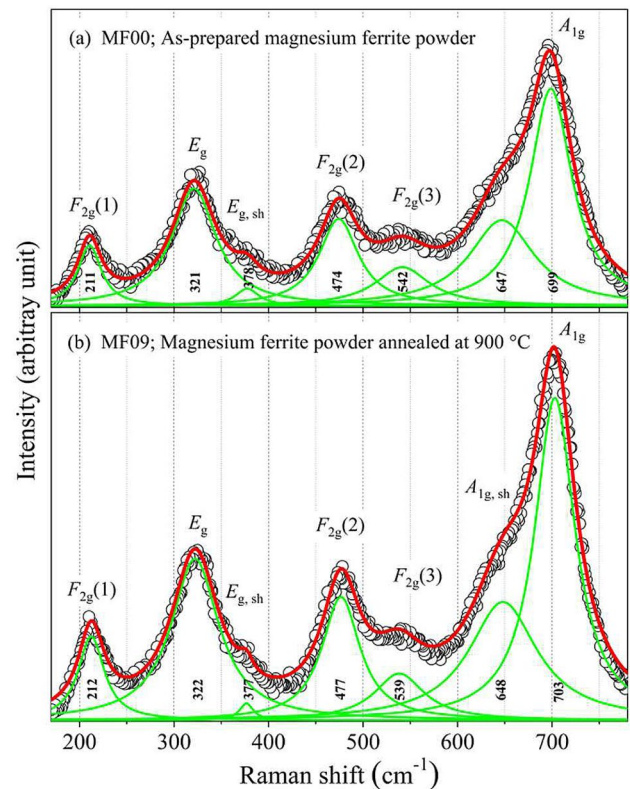 (a) MF00; As-prepared magnesium ferrite powder
A1g
Eg
F2g(2)
F2g(1)
Eg, sh
F2g(3)
211
321
378
474
542
647
699
(b) MF09; Magnesium ferrite powder annealed at 900 °C
A1g
A1g, sh
Eg
F2g(2)
F2g(1)
Eg, sh
F2g(3)
212
322
377
477
539
648
703
200 300 400 500 600 700
Raman shift (cm⁻¹)
Intensity (arbitray unit)